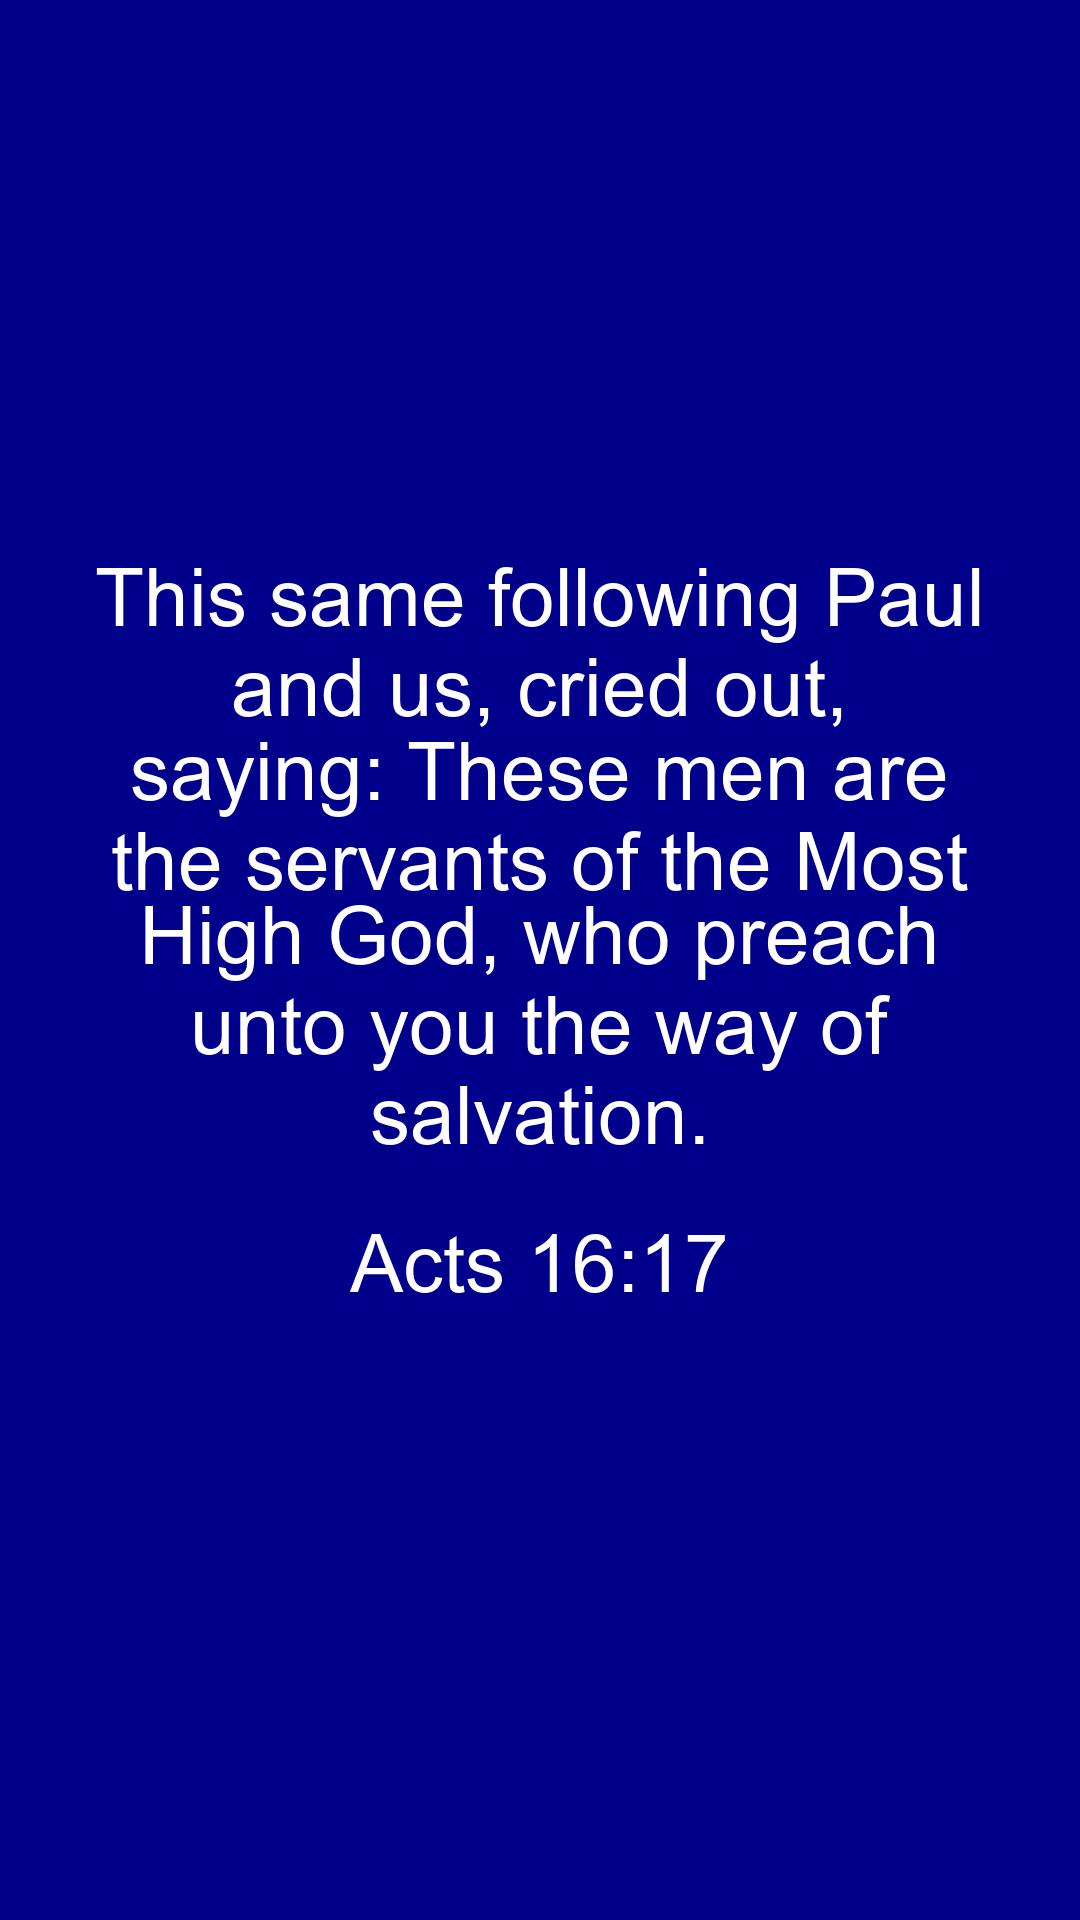 This same following Paul
and us, cried out,
saying: These men are
the servants of the Most
High God, who preach
unto you the way of
salvation.
Acts 16:17